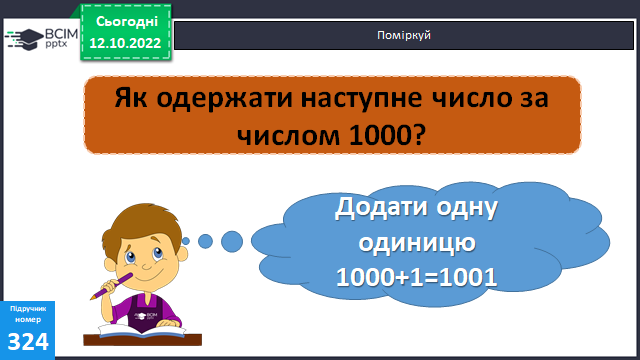 ВСІМ
pptx
Сьогодні
12.10.2022
Поміркуй
Як одержати наступне число за
числом 1000?
Додати одну
одиницю
1000+1=1001
Підручник
номер
324